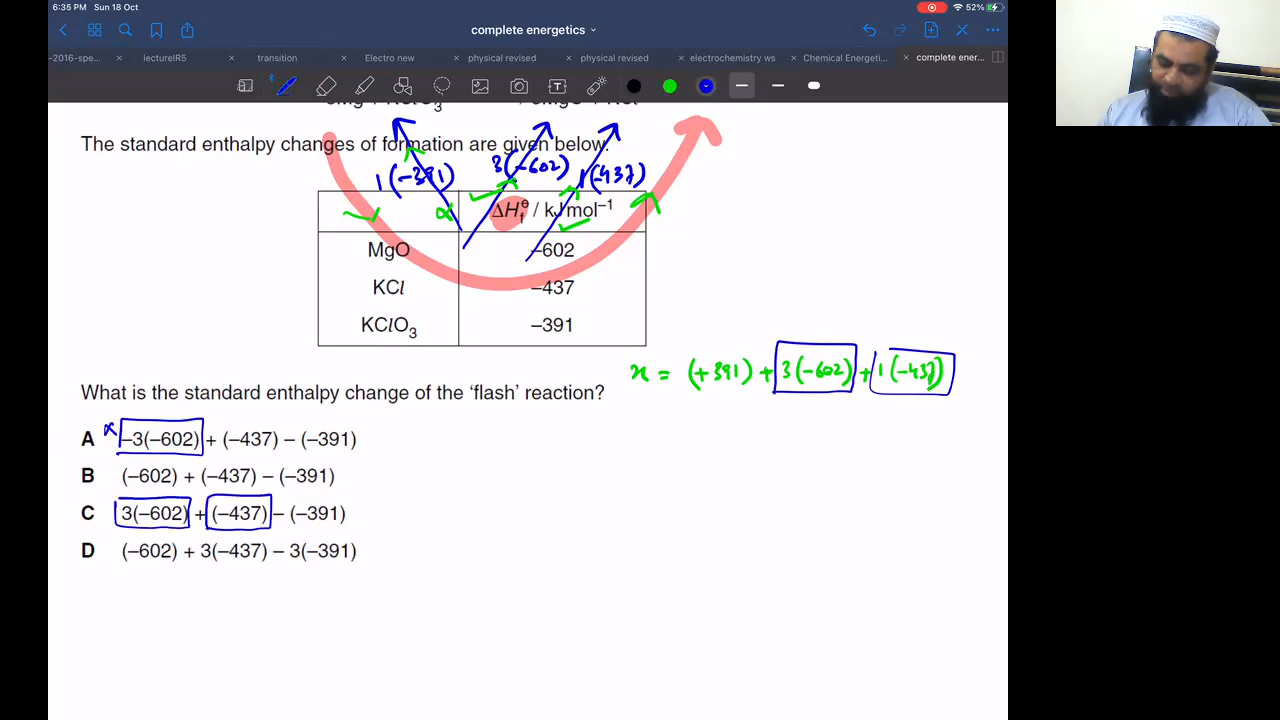 6:35 PM Sun 18 Oct 52%
complete energetics
-2016-spe... lectureIR5 transition Electro new physical revised physical revised electrochemistry ws Chemical Energeti... complete ener...
The standard enthalpy changes of formation are given below.
1(-391) 3(-602) 1(-437)
ΔH⦵f / kJ mol–1
MgO –602
KCl –437
KClO3 –391
x = (+391) + 3(-602) + 1(-437)
What is the standard enthalpy change of the ‘flash’ reaction?
A –3(–602) + (–437) – (–391)
B (–602) + (–437) – (–391)
C 3(–602) + (–437) – (–391)
D (–602) + 3(–437) – 3(–391)